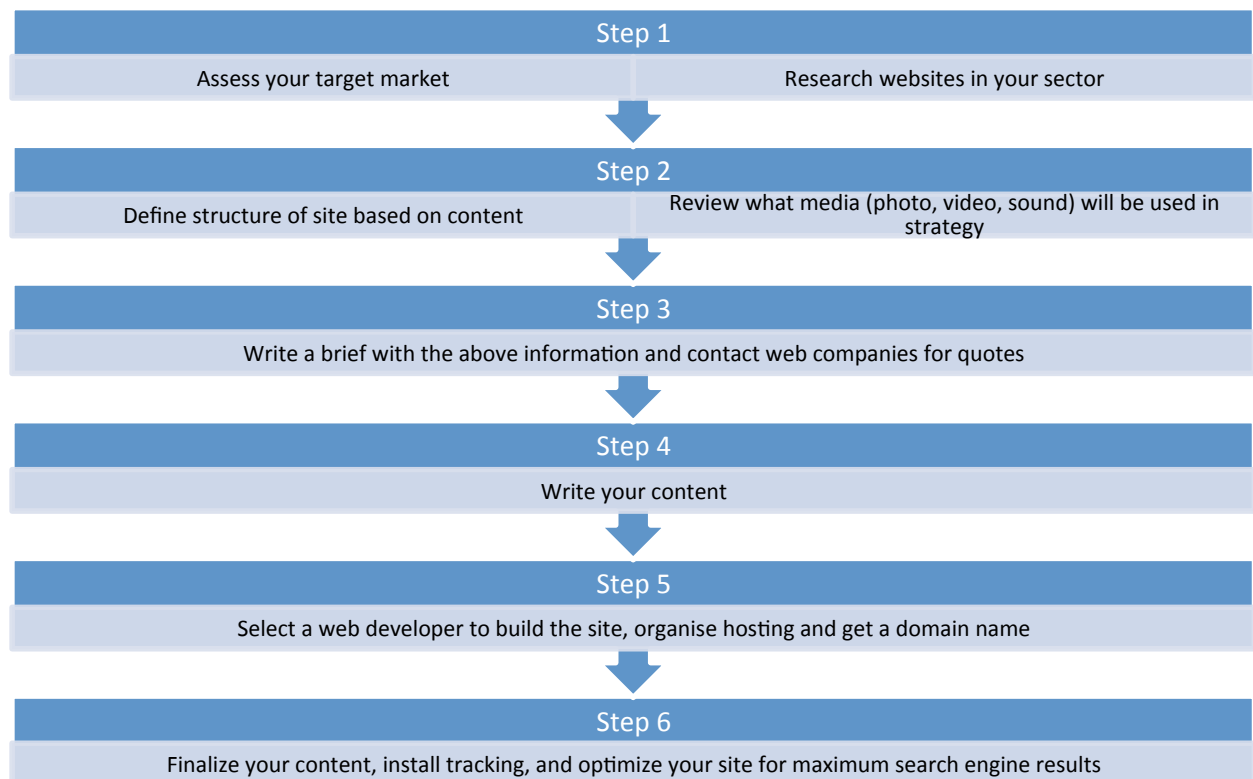 Step 1
Assess your target market
Research websites in your sector
Step 2
Define structure of site based on content
Review what media (photo, video, sound) will be used in
strategy
Step 3
Write a brief with the above information and contact web companies for quotes
Step 4
Write your content
Step 5
Select a web developer to build the site, organise hosting and get a domain name
Step 6
Finalize your content, install tracking, and optimize your site for maximum search engine results